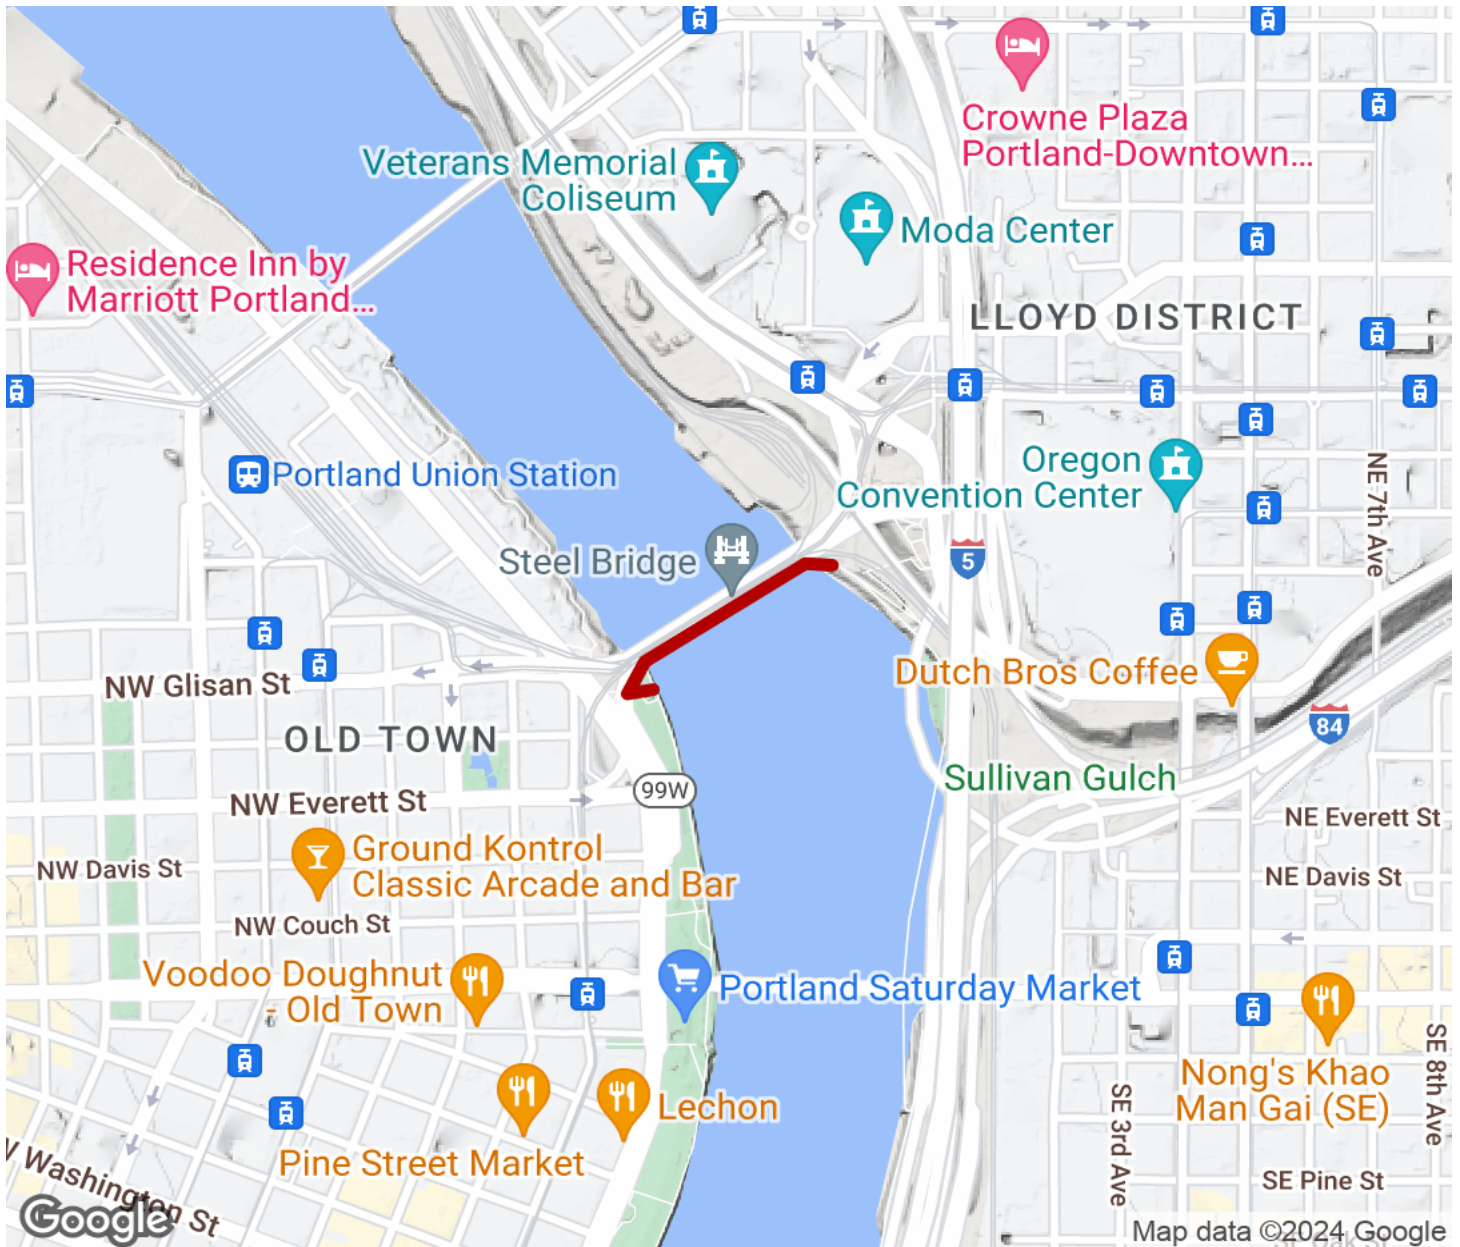 Crowne Plaza
Portland-Downtown...
Veterans Memorial
Coliseum
Moda Center
Residence Inn by
Marriott Portland...
LLOYD DISTRICT
Portland Union Station
Oregon
Convention Center
NE 7th Ave
Steel Bridge
5
NW Glisan St
Dutch Bros Coffee
OLD TOWN
84
Sullivan Gulch
99W
NW Everett St
NE Everett St
Ground Kontrol
Classic Arcade and Bar
NW Davis St
NE Davis St
NW Couch St
Voodoo Doughnut
- Old Town
Portland Saturday Market
SE 8th Ave
Nong's Khao
Man Gai (SE)
SE 3rd Ave
Lechon
Pine Street Market
SE Pine St
Washington St
Google
Map data ©2024 Google